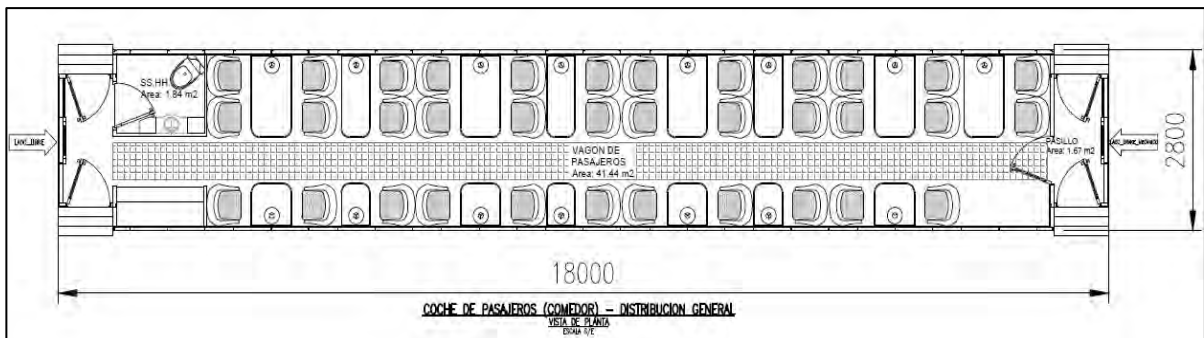 SS.HH
Area: 1.84 m2
VAGON DE
PASAJEROS
Area: 41.44 m2
PASILLO
Area: 1.67 m2
2800
18000
COCHE DE PASAJEROS (COMEDOR) – DISTRIBUCION GENERAL
VISTA DE PLANTA
ESCALA S/E